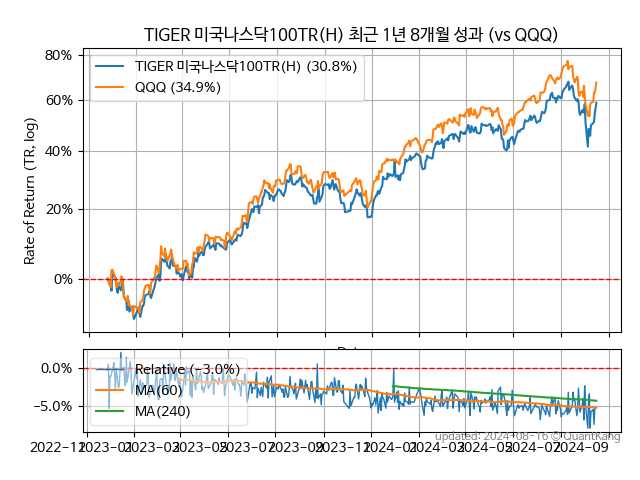 TIGER 미국나스닥100TR(H) 최근 1년 8개월 성과 (vs QQQ)
Rate of Return (TR, log)
80%
60%
40%
20%
0%
TIGER 미국나스닥100TR(H) (30.8%)
QQQ (34.9%)
0.0%
−5.0%
Relative (−3.0%)
MA(60)
MA(240)
2022-11
2023-01
2023-03
2023-05
2023-07
2023-09
2023-11
2024-01
2024-03
2024-05
2024-07
2024-09
updated: 2024-08-16 © QuantKang